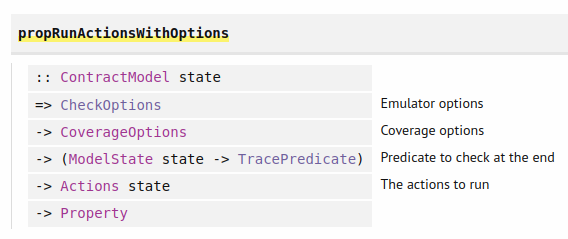 propRunActionsWithOptions
:: ContractModel state
=> CheckOptions Emulator options
-> CoverageOptions Coverage options
-> (ModelState state -> TracePredicate) Predicate to check at the end
-> Actions state The actions to run
-> Property